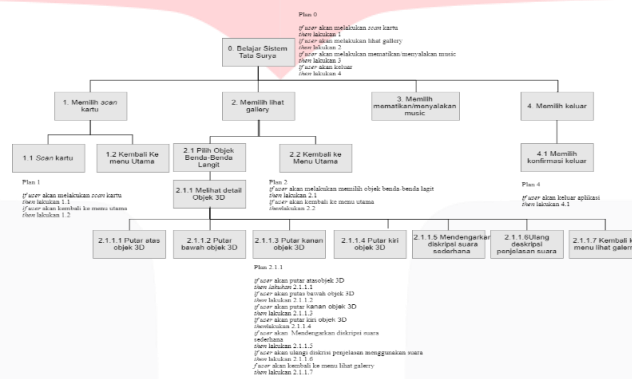 Plan 0
if user akan melakukan scan kartu
then lakukan 1
if user akan melakukan lihat gallery
then lakukan 2
if user akan melakukan mematikan/menyalakan music
then lakukan 3
if user akan keluar
then lakukan 4
0. Belajar Sistem
Tata Surya
1. Memilih scan
kartu
2. Memilih lihat
gallery
3. Memilih
mematikan/menyalakan
music
4. Memilih keluar
1.1 Scan kartu
1.2 Kembali Ke
menu Utama
2.1 Pilih Objek
Benda-Benda
Langit
2.2 Kembali ke
Menu Utama
4.1 Memilih
konfirmasi keluar
Plan 1
if user akan melakukan scan kartu
then lakukan 1.1
if user akan kembali ke menu utama
then lakukan 1.2
2.1.1 Melihat detail
Objek 3D
Plan 2
if user akan melakukan memilih objek benda-benda lagit
then lakukan 2.1
if user akan kembali ke menu utama
thenlakukan 2.2
Plan 4
if user akan keluar aplikasi
then lakukan 4.1
2.1.1.1 Putar atas
objek 3D
2.1.1.2 Putar
bawah objek 3D
2.1.1.3 Putar kanan
objek 3D
2.1.1.4 Putar kiri
objek 3D
2.1.1.5 Mendengarkan
diskripsi suara
sederhana
2.1.1.6Ulang
deskripsi
penjelasan suara
2.1.1.7 Kembali k
menu lihat galerr
Plan 2.1.1
if user akan putar atasobjek 3D
then lakukan 2.1.1.1
if user akan putas bawah objek 3D
then lakukan 2.1.1.2
if user akan putar kanan objek 3D
then lakukan 2.1.1.3
if user akan putar kiri objek 3D
thenlakukan 2.1.1.4
if user akan Mendengarkan diskripsi suara
sederhana
then lakukan 2.1.1.5
if user akan ulangi diskrisi penjelasan menggunakan suara
then lakukan 2.1.1.6
if user akan kembali ke menu lihat galerry
then lakukan 2.1.1.7